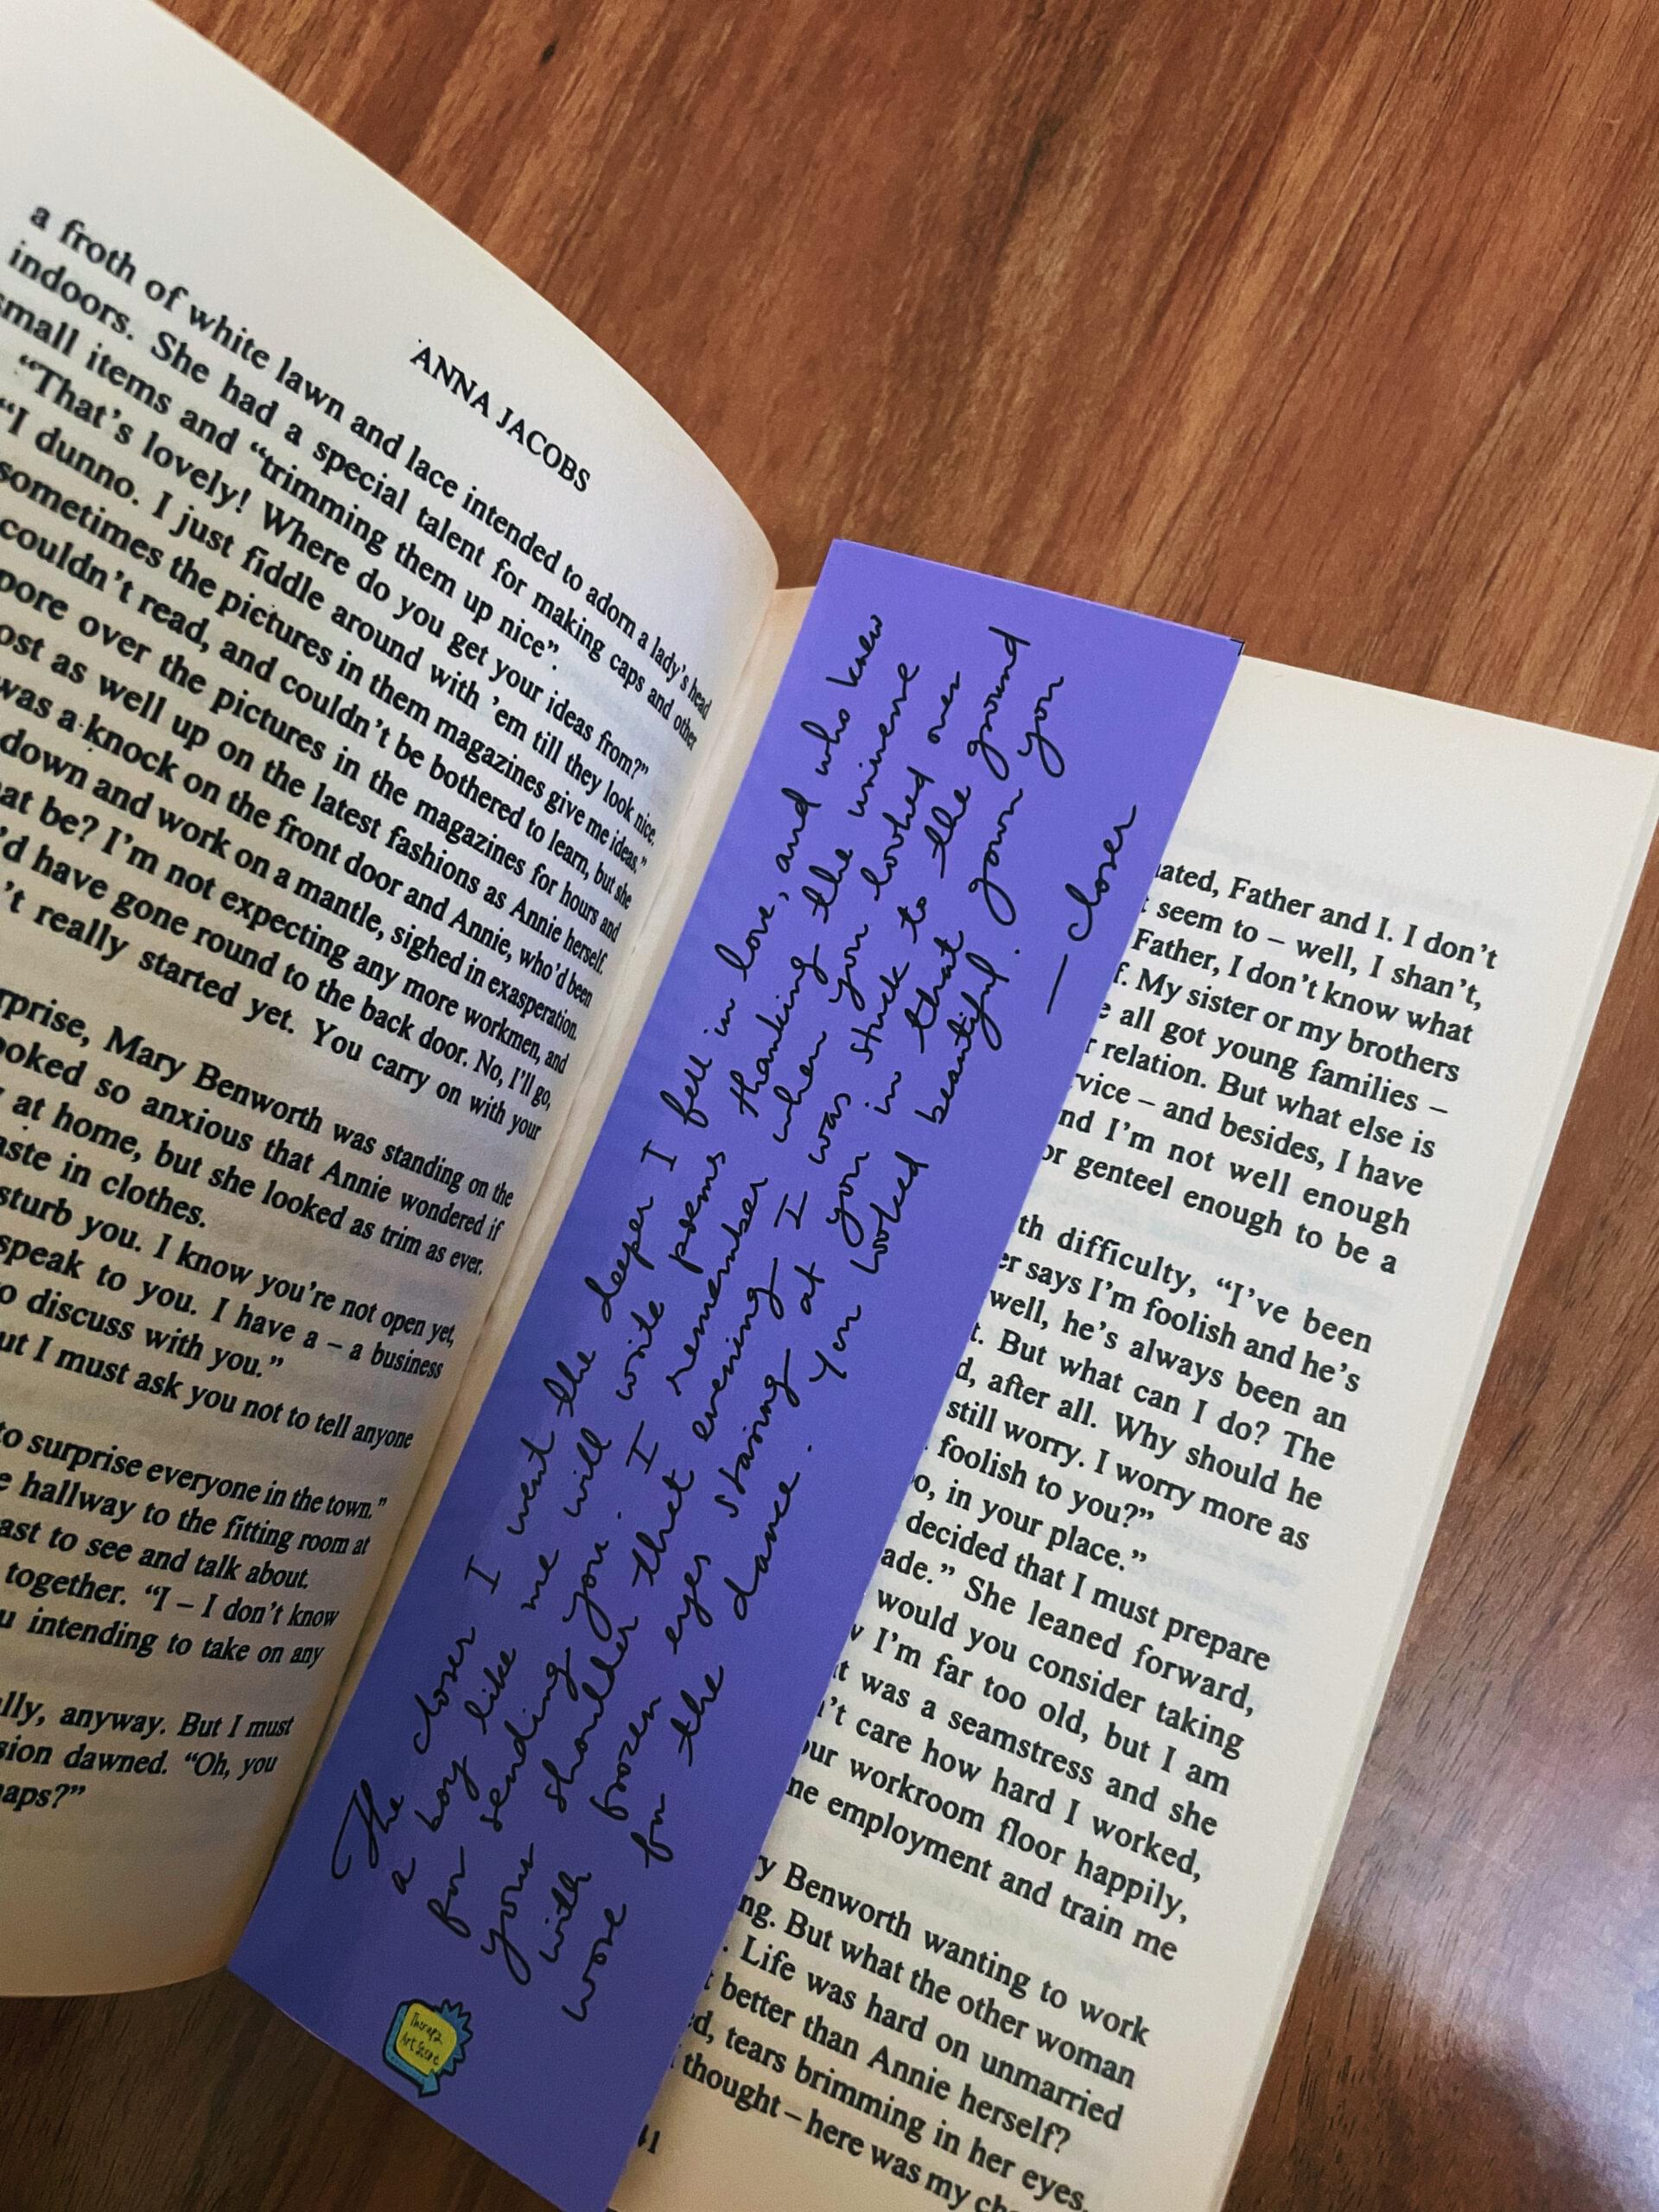 ANNA JACOBS
a froth of white lawn and lace intended to adorn a lady's head
indoors. She had a special talent for making caps and other
small items and “trimming them up nice”.
“That's lovely! Where do you get your ideas from?”
“I dunno. I just fiddle around with 'em till they look nice.
sometimes the pictures in them magazines give me ideas.”
couldn't read, and couldn't be bothered to learn, but she
pore over the pictures in the magazines for hours and
ost as well up on the latest fashions as Annie herself.
was a knock on the front door and Annie, who'd been
down and work on a mantle, sighed in exasperation.
at be? I'm not expecting any more workmen, and
'd have gone round to the back door. No, I'll go,
't really started yet. You carry on with your
rprise, Mary Benworth was standing on the
ooked so anxious that Annie wondered if
at home, but she looked as trim as ever.
aste in clothes.
sturb you. I know you're not open yet,
speak to you. I have a – a business
o discuss with you.”
ut I must ask you not to tell anyone
to surprise everyone in the town.”
e hallway to the fitting room at
ast to see and talk about.
together. “I – I don't know
u intending to take on any
lly, anyway. But I must
sion dawned. “Oh, you
haps?”
The closer I went the deeper I fell in love, and who knew
a boy like me will write poems thanking the universe
for sending you. I remember when you looked over
your shoulder that evening I was stuck to the ground
with frozen eyes staring at you in that gown you
wore for the dance. You looked beautiful.
— closer
Therapy
Art Secret
ated, Father and I. I don't
t seem to – well, I shan't,
Father, I don't know what
f. My sister or my brothers
e all got young families –
r relation. But what else is
rvice – and besides, I have
nd I'm not well enough
or genteel enough to be a
th difficulty, “I've been
er says I'm foolish and he's
well, he's always been an
t. But what can I do? The
d, after all. Why should he
still worry. I worry more as
foolish to you?”
o, in your place.”
decided that I must prepare
ade.” She leaned forward,
would you consider taking
w I'm far too old, but I am
t was a seamstress and she
n't care how hard I worked,
our workroom floor happily,
ne employment and train me
ry Benworth wanting to work
ng. But what the other woman
. Life was hard on unmarried
t better than Annie herself?
ed, tears brimming in her eyes.
thought – here was my ch
41